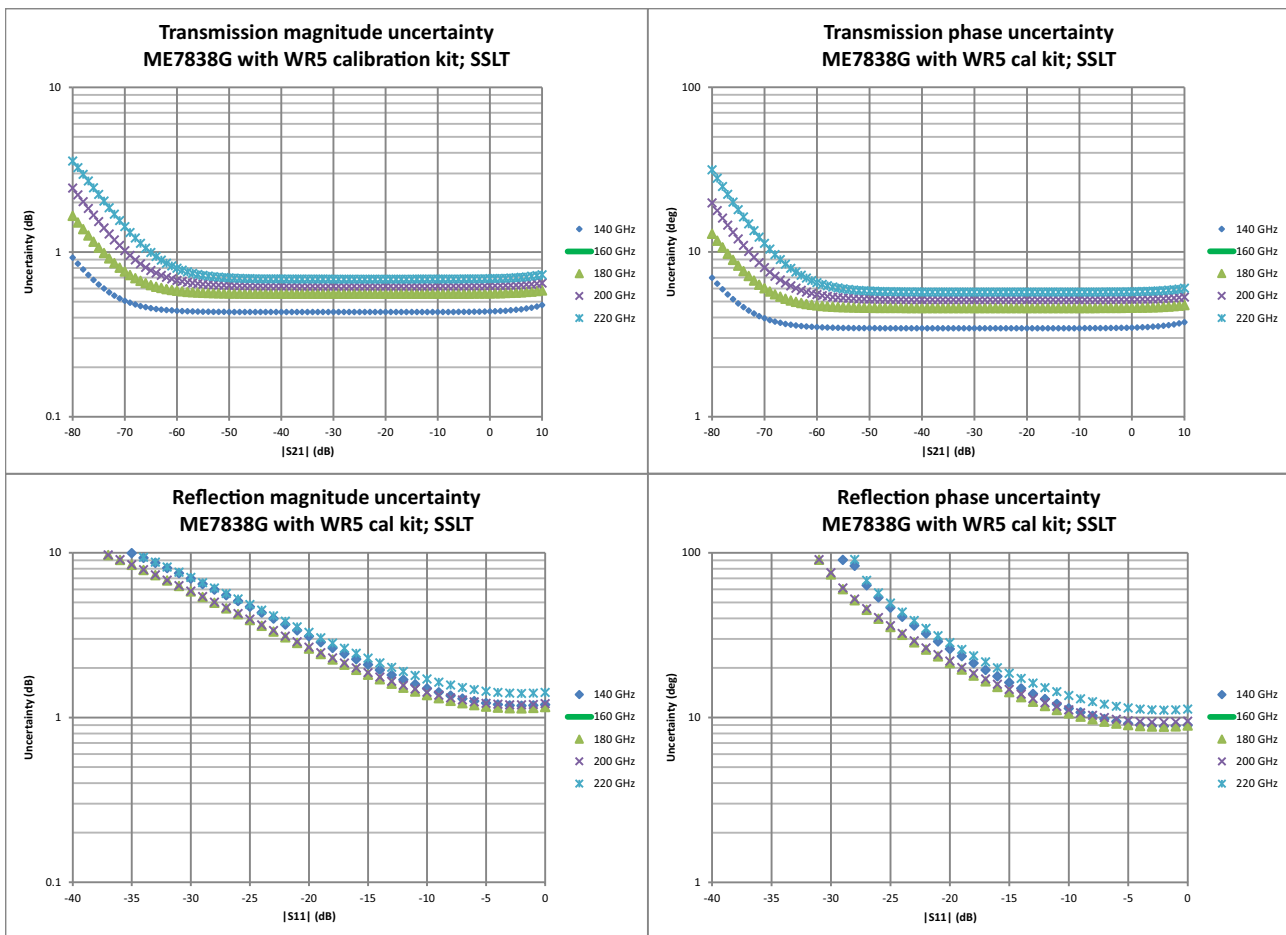 Transmission magnitude uncertainty
ME7838G with WR5 calibration kit; SSLT
10
1
0.1
Uncertainty (dB)
-80 -70 -60 -50 -40 -30 -20 -10 0 10
|S21| (dB)
140 GHz
160 GHz
180 GHz
200 GHz
220 GHz
Transmission phase uncertainty
ME7838G with WR5 cal kit; SSLT
100
10
1
Uncertainty (deg)
-80 -70 -60 -50 -40 -30 -20 -10 0 10
|S21| (dB)
140 GHz
160 GHz
180 GHz
200 GHz
220 GHz
Reflection magnitude uncertainty
ME7838G with WR5 cal kit; SSLT
10
1
0.1
Uncertainty (dB)
-40 -35 -30 -25 -20 -15 -10 -5 0
|S11| (dB)
140 GHz
160 GHz
180 GHz
200 GHz
220 GHz
Reflection phase uncertainty
ME7838G with WR5 cal kit; SSLT
100
10
1
Uncertainty (deg)
-40 -35 -30 -25 -20 -15 -10 -5 0
|S11| (dB)
140 GHz
160 GHz
180 GHz
200 GHz
220 GHz